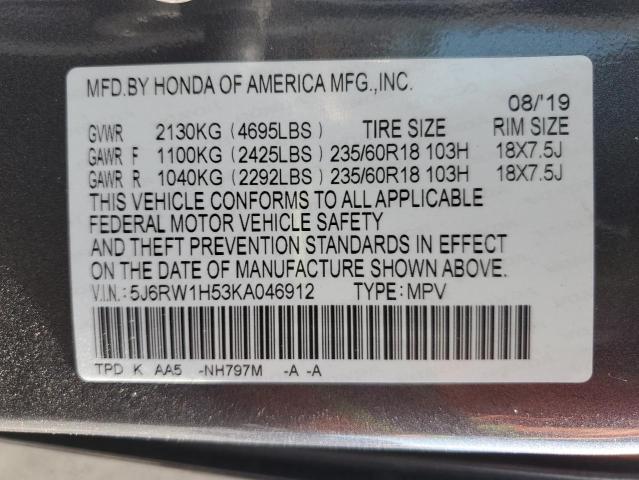 MFD.BY HONDA OF AMERICA MFG.,INC.
08/'19
GVWR 2130KG (4695LBS) TIRE SIZE RIM SIZE
GAWR F 1100KG (2425LBS) 235/60R18 103H 18X7.5J
GAWR R 1040KG (2292LBS) 235/60R18 103H 18X7.5J
THIS VEHICLE CONFORMS TO ALL APPLICABLE
FEDERAL MOTOR VEHICLE SAFETY
AND THEFT PREVENTION STANDARDS IN EFFECT
ON THE DATE OF MANUFACTURE SHOWN ABOVE.
V.I.N.: 5J6RW1H53KA046912 TYPE: MPV
TPD K AA5 -NH797M -A -A